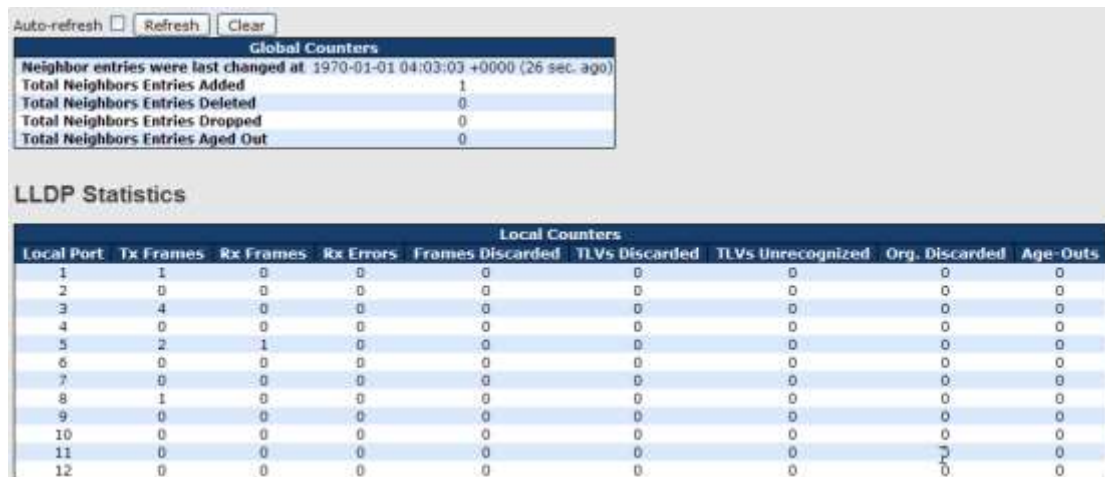 Auto-refresh Refresh Clear
Global Counters
Neighbor entries were last changed at 1970-01-01 04:03:03 +0000 (26 sec. ago)
Total Neighbors Entries Added 1
Total Neighbors Entries Deleted 0
Total Neighbors Entries Dropped 0
Total Neighbors Entries Aged Out 0
LLDP Statistics
Local Counters
Local Port Tx Frames Rx Frames Rx Errors Frames Discarded TLVs Discarded TLVs Unrecognized Org. Discarded Age-Outs
1 1 0 0 0 0 0 0 0
2 0 0 0 0 0 0 0 0
3 4 0 0 0 0 0 0 0
4 0 0 0 0 0 0 0 0
5 2 1 0 0 0 0 0 0
6 0 0 0 0 0 0 0 0
7 0 0 0 0 0 0 0 0
8 1 0 0 0 0 0 0 0
9 0 0 0 0 0 0 0 0
10 0 0 0 0 0 0 0 0
11 0 0 0 0 0 0 0
12 0 0 0 0 0 0 0 0